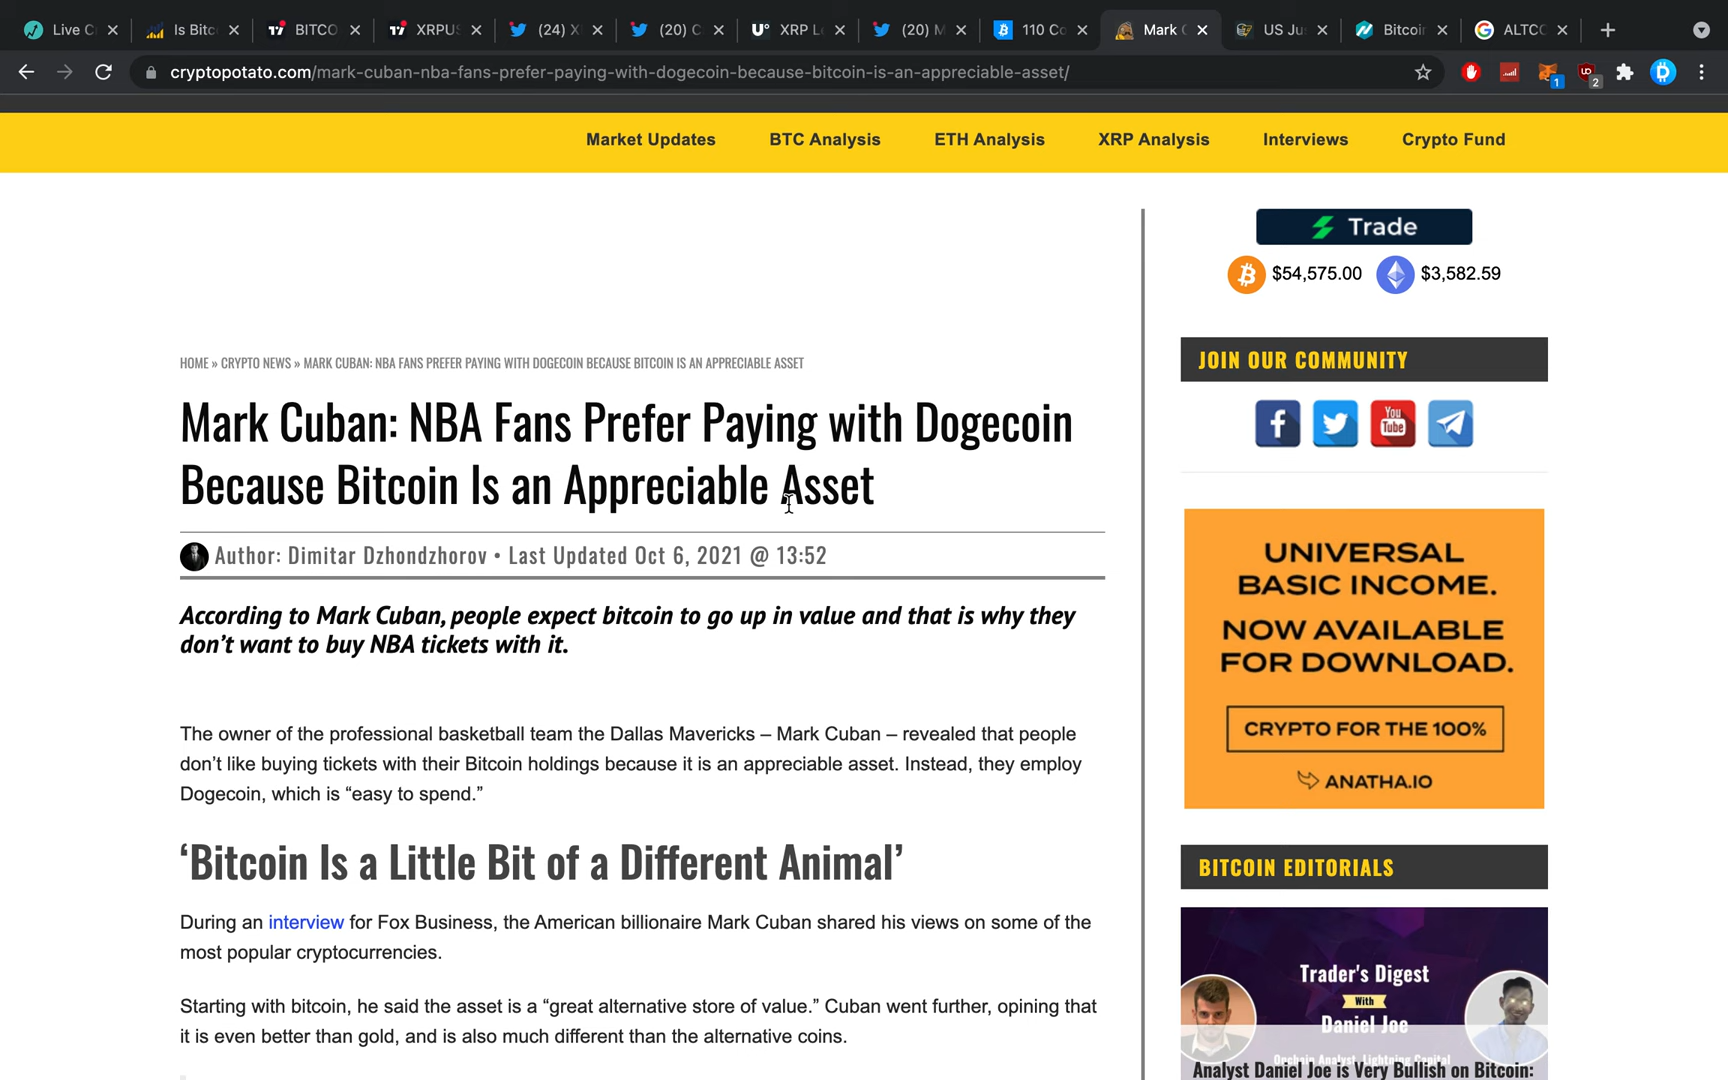 Live C
Is Bitc
BITCO
XRPUS
(24) X
(20) C
XRP L
(20) M
110 Co
Mark C
US Ju
Bitcoi
ALTC
cryptopotato.com/mark-cuban-nba-fans-prefer-paying-with-dogecoin-because-bitcoin-is-an-appreciable-asset/
1
2
Market Updates
BTC Analysis
ETH Analysis
XRP Analysis
Interviews
Crypto Fund
Trade
$54,575.00
$3,582.59
HOME » CRYPTO NEWS » MARK CUBAN: NBA FANS PREFER PAYING WITH DOGECOIN BECAUSE BITCOIN IS AN APPRECIABLE ASSET
Mark Cuban: NBA Fans Prefer Paying with Dogecoin
Because Bitcoin Is an Appreciable Asset
Author: Dimitar Dzhondzhorov • Last Updated Oct 6, 2021 @ 13:52
According to Mark Cuban, people expect bitcoin to go up in value and that is why they
don’t want to buy NBA tickets with it.
The owner of the professional basketball team the Dallas Mavericks – Mark Cuban – revealed that people
don’t like buying tickets with their Bitcoin holdings because it is an appreciable asset. Instead, they employ
Dogecoin, which is “easy to spend.”
‘Bitcoin Is a Little Bit of a Different Animal’
During an interview for Fox Business, the American billionaire Mark Cuban shared his views on some of the
most popular cryptocurrencies.
Starting with bitcoin, he said the asset is a “great alternative store of value.” Cuban went further, opining that
it is even better than gold, and is also much different than the alternative coins.
JOIN OUR COMMUNITY
You
Tube
UNIVERSAL
BASIC INCOME.
NOW AVAILABLE
FOR DOWNLOAD.
CRYPTO FOR THE 100%
ANATHA.IO
BITCOIN EDITORIALS
Trader's Digest
With
Daniel Joe
Onchain Analyst, Lightning Capital
Analyst Daniel Joe is Very Bullish on Bitcoin: